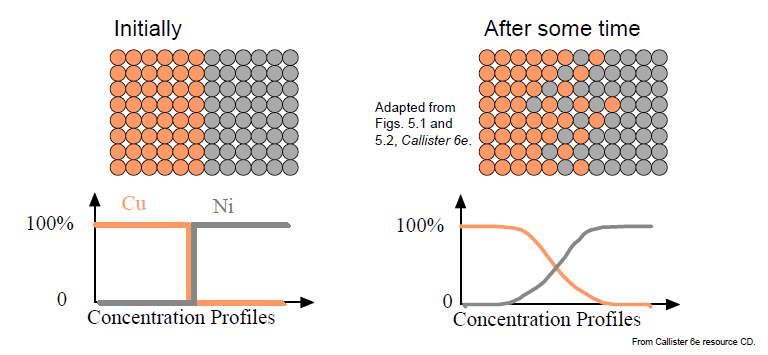 Initially
After some time
Adapted from
Figs. 5.1 and
5.2, Callister 6e.
Cu
Ni
100%
0
Concentration Profiles
100%
0
Concentration Profiles
From Callister 6e resource CD.